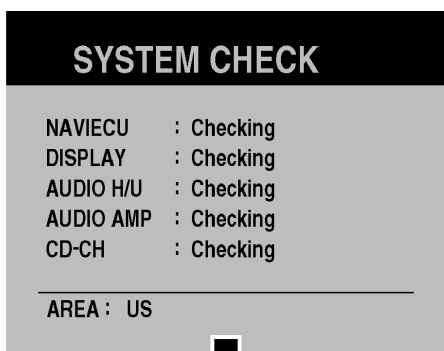 SYSTEM CHECK
NAVIECU : Checking
DISPLAY : Checking
AUDIO H/U : Checking
AUDIO AMP : Checking
CD-CH : Checking
AREA : US